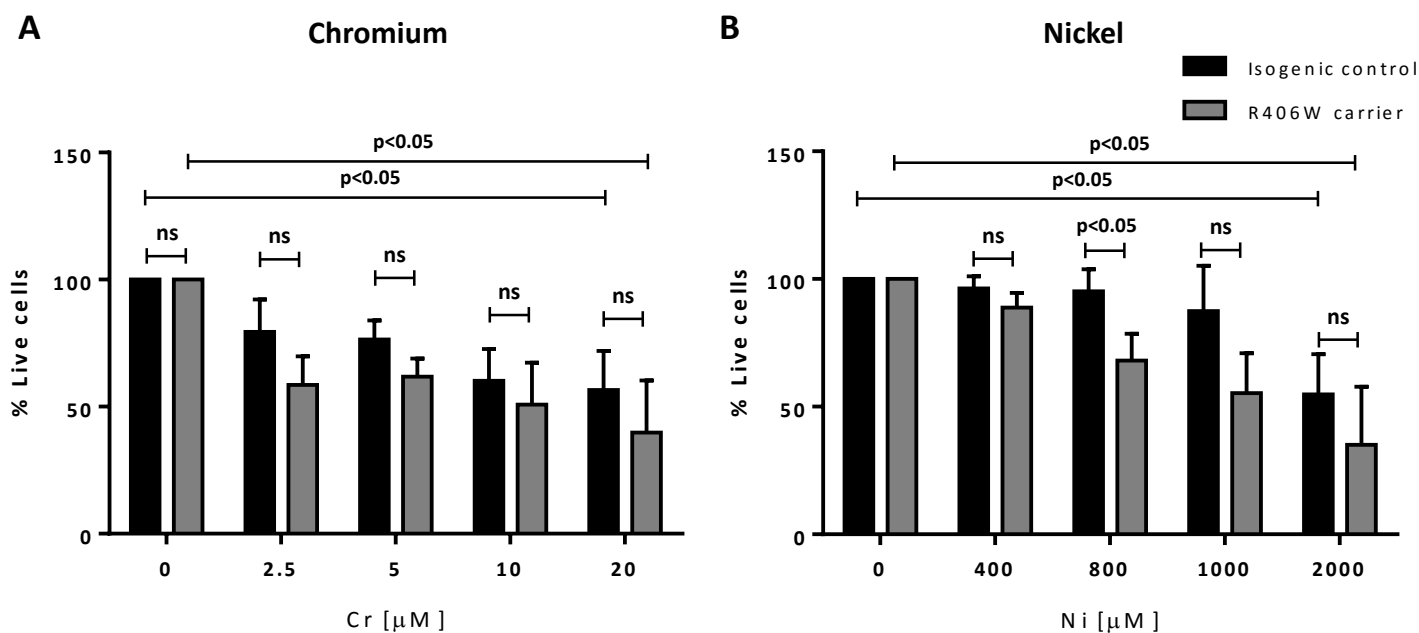 A
Chromium
B
Nickel
Isogenic control
R406W carrier
p<0.05
p<0.05
ns
ns
ns
ns
ns
150
100
50
0
% Live cells
0 2.5 5 10 20
Cr [μM]
p<0.05
p<0.05
ns
p<0.05
ns
ns
150
100
50
0
% Live cells
0 400 800 1000 2000
Ni [μM]